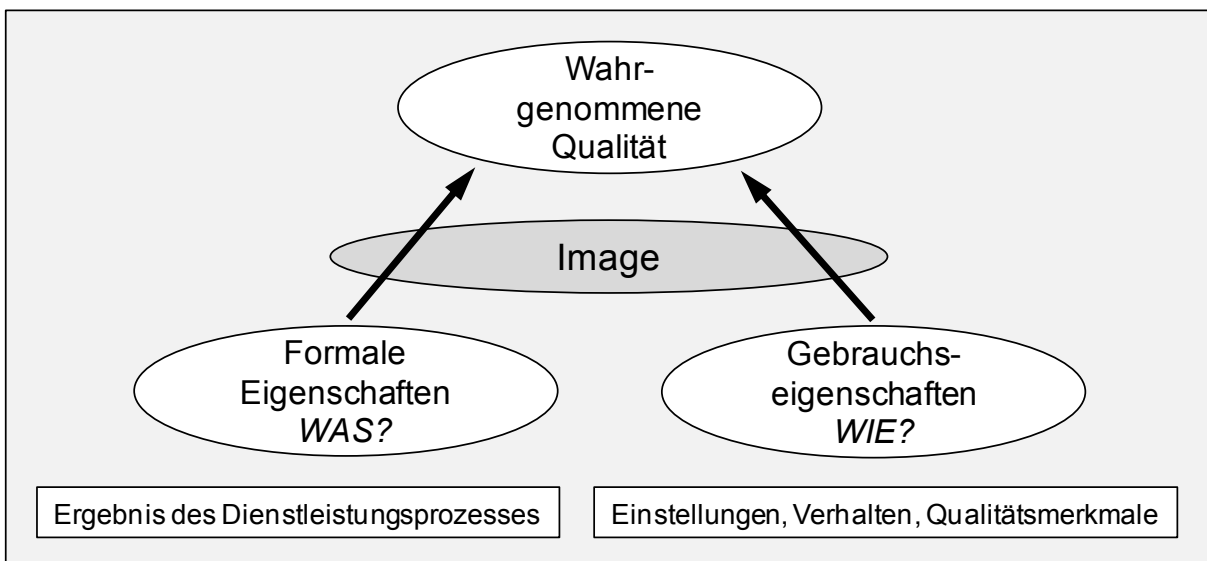 Wahr-
genommene
Qualität
Image
Formale
Eigenschaften
WAS?
Gebrauchs-
eigenschaften
WIE?
Ergebnis des Dienstleistungsprozesses
Einstellungen, Verhalten, Qualitätsmerkmale